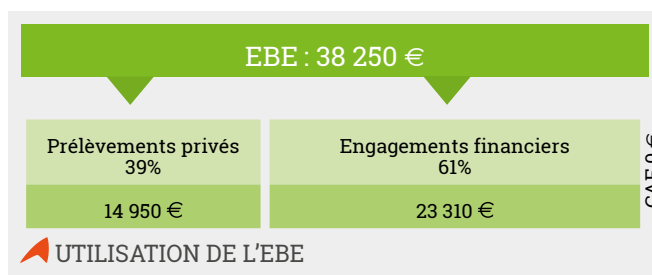 EBE : 38 250 €
Prélèvements privés
39%
14 950 €
Engagements financiers
61%
23 310 €
UTILISATION DE L'EBE